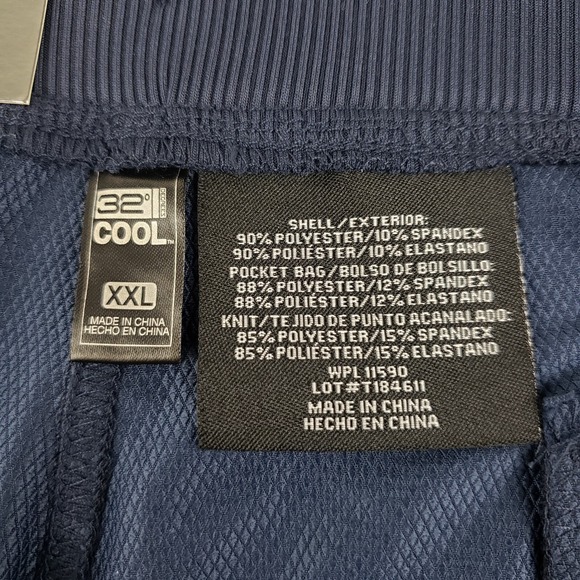 32°
DEGREES
COOL™
XXL
MADE IN CHINA
HECHO EN CHINA
SHELL/EXTERIOR:
90% POLYESTER/10% SPANDEX
90% POLIÉSTER/10% ELASTANO
POCKET BAG/BOLSO DE BOLSILLO:
88% POLYESTER/12% SPANDEX
88% POLIÉSTER/12% ELASTANO
KNIT/TEJIDO DE PUNTO ACANALADO:
85% POLYESTER/15% SPANDEX
85% POLIÉSTER/15% ELASTANO
WPL 11590
LOT#T184611
MADE IN CHINA
HECHO EN CHINA